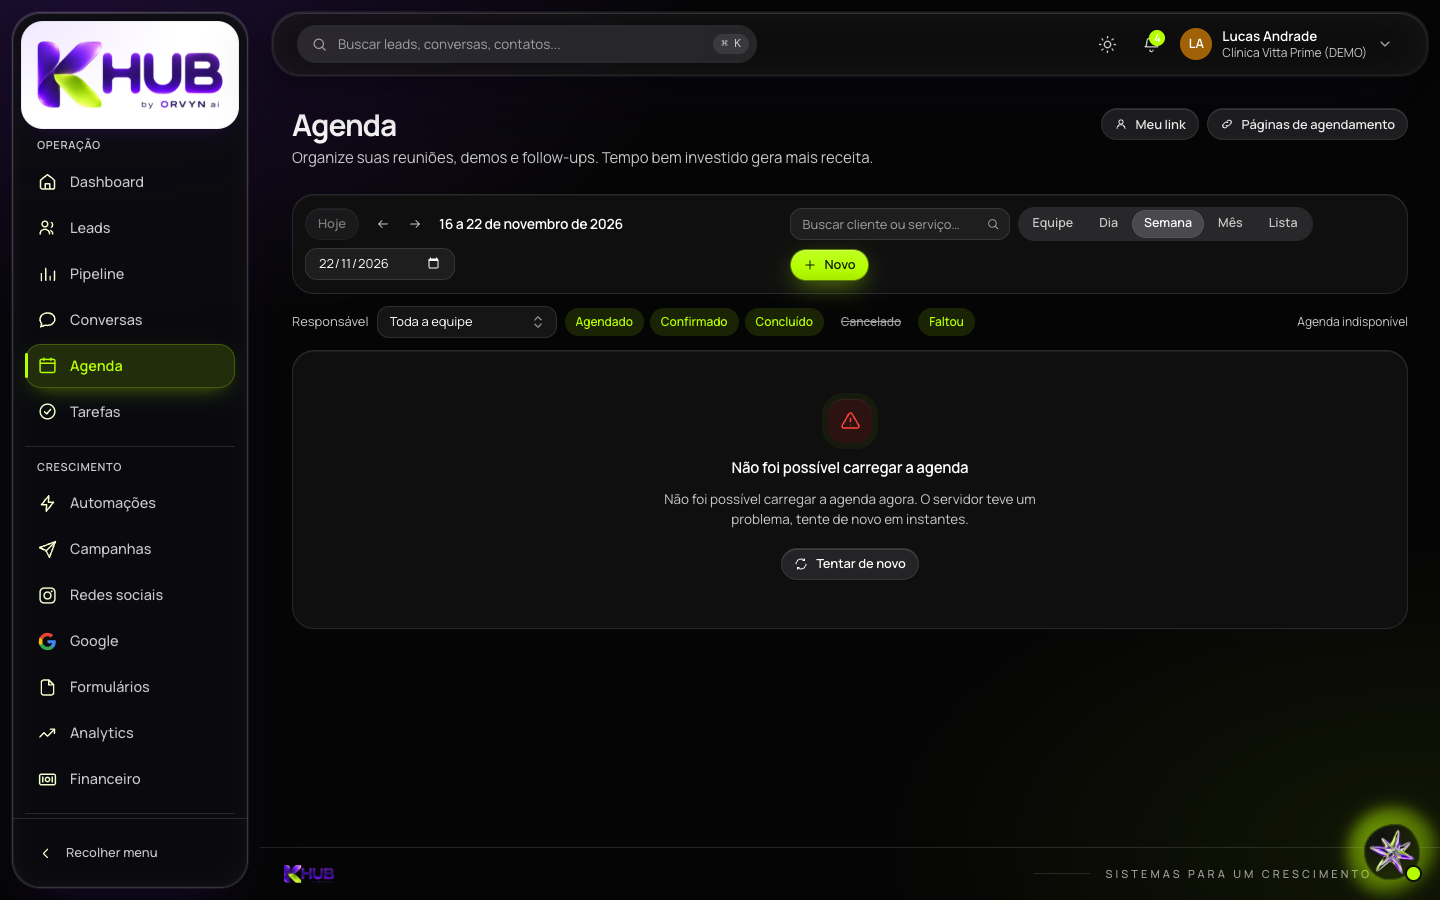 KHUB
by ORVYN ai
OPERAÇÃO
Dashboard
Leads
Pipeline
Conversas
Agenda
Tarefas
CRESCIMENTO
Automações
Campanhas
Redes sociais
Google
Formulários
Analytics
Financeiro
Recolher menu
Buscar leads, conversas, contatos...
⌘ K
4
LA
Lucas Andrade
Clínica Vitta Prime (DEMO)
Agenda
Organize suas reuniões, demos e follow-ups. Tempo bem investido gera mais receita.
Meu link
Páginas de agendamento
Hoje
16 a 22 de novembro de 2026
22/11/2026
Buscar cliente ou serviço...
Equipe Dia Semana Mês Lista
Novo
Responsável
Toda a equipe
Agendado Confirmado Concluído Cancelado Faltou
Agenda indisponível
Não foi possível carregar a agenda
Não foi possível carregar a agenda agora. O servidor teve um
problema, tente de novo em instantes.
Tentar de novo
KHUB
SISTEMAS PARA UM CRESCIMENTO